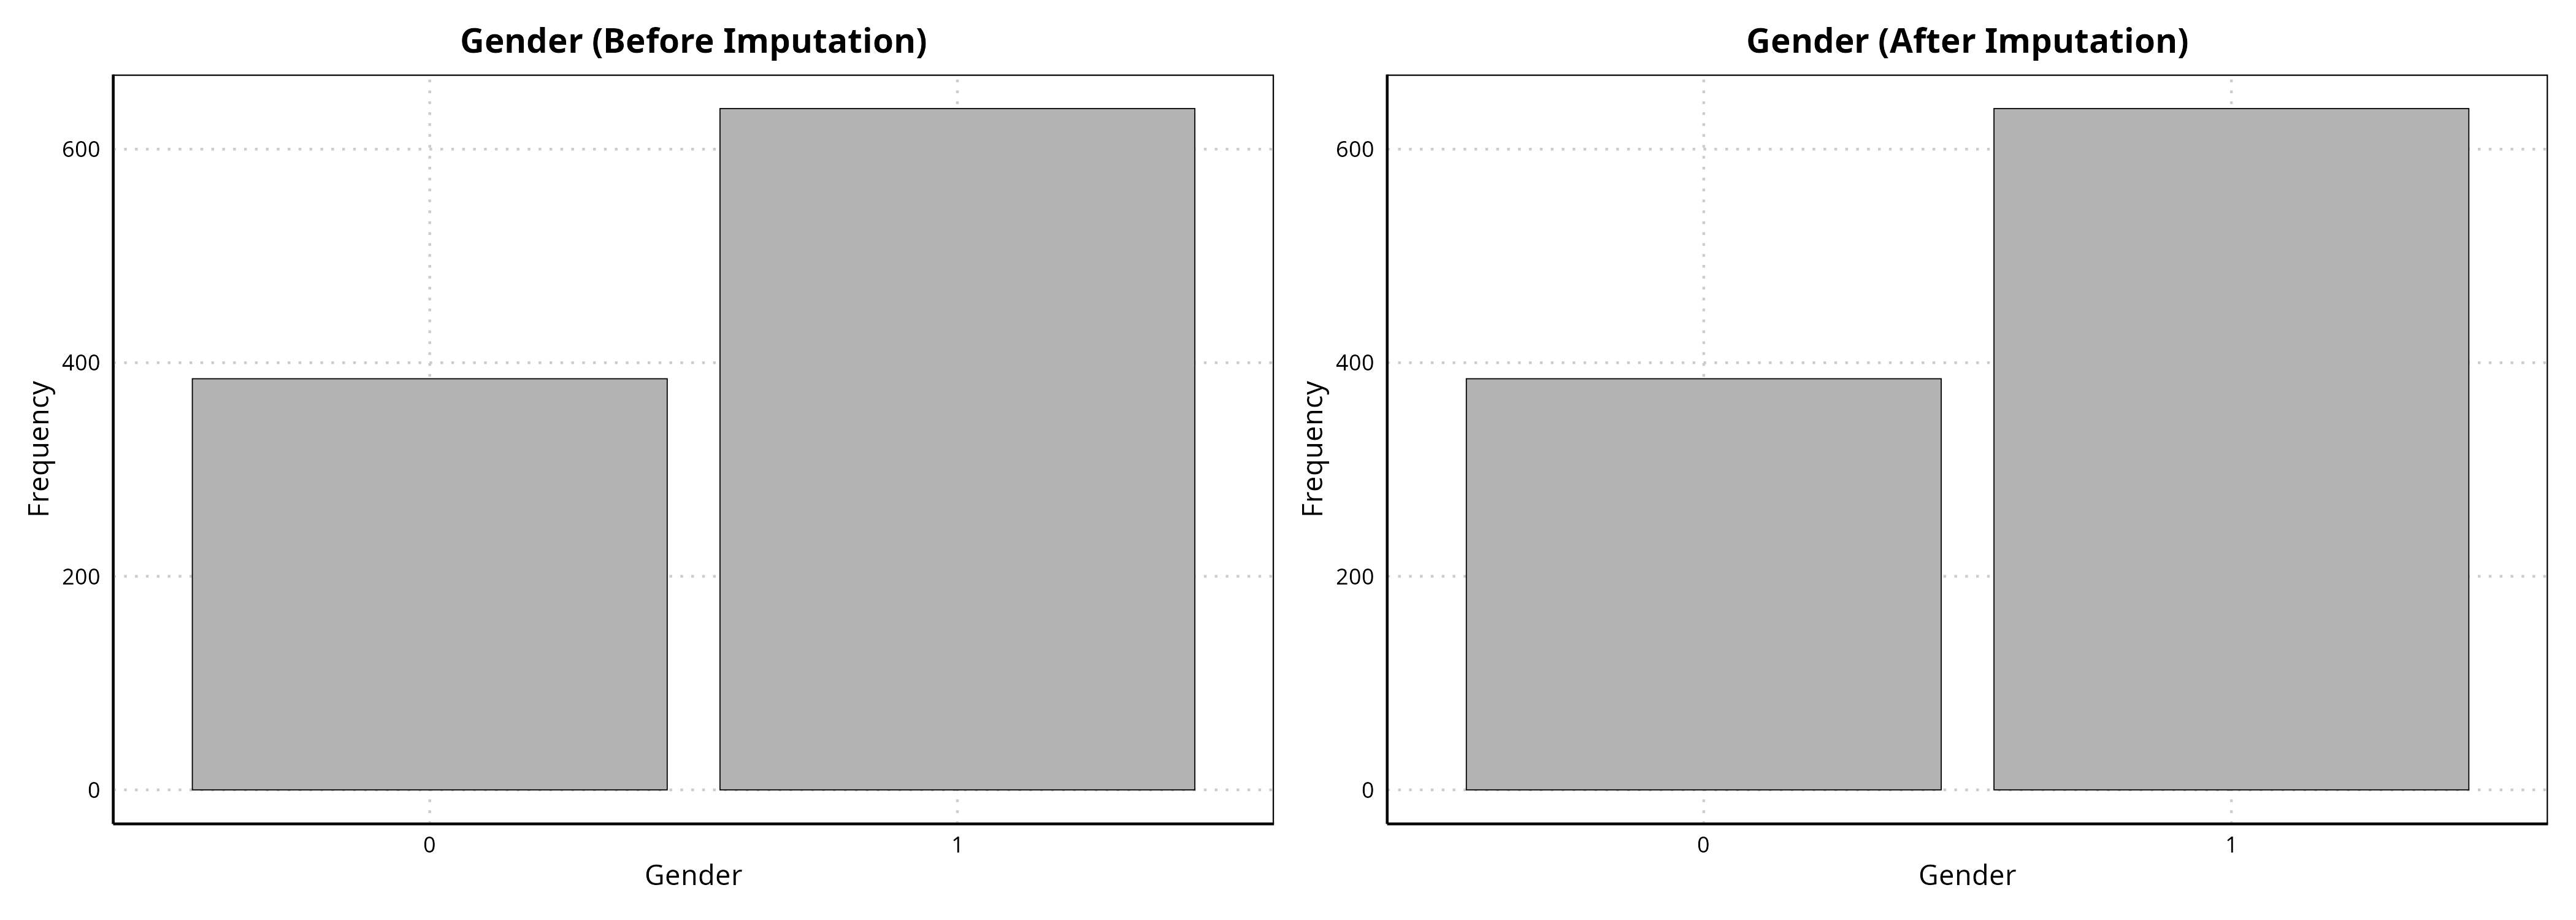 Gender (Before Imputation)
600
400
200
0
Frequency
0 1
Gender
Gender (After Imputation)
600
400
200
0
Frequency
0 1
Gender